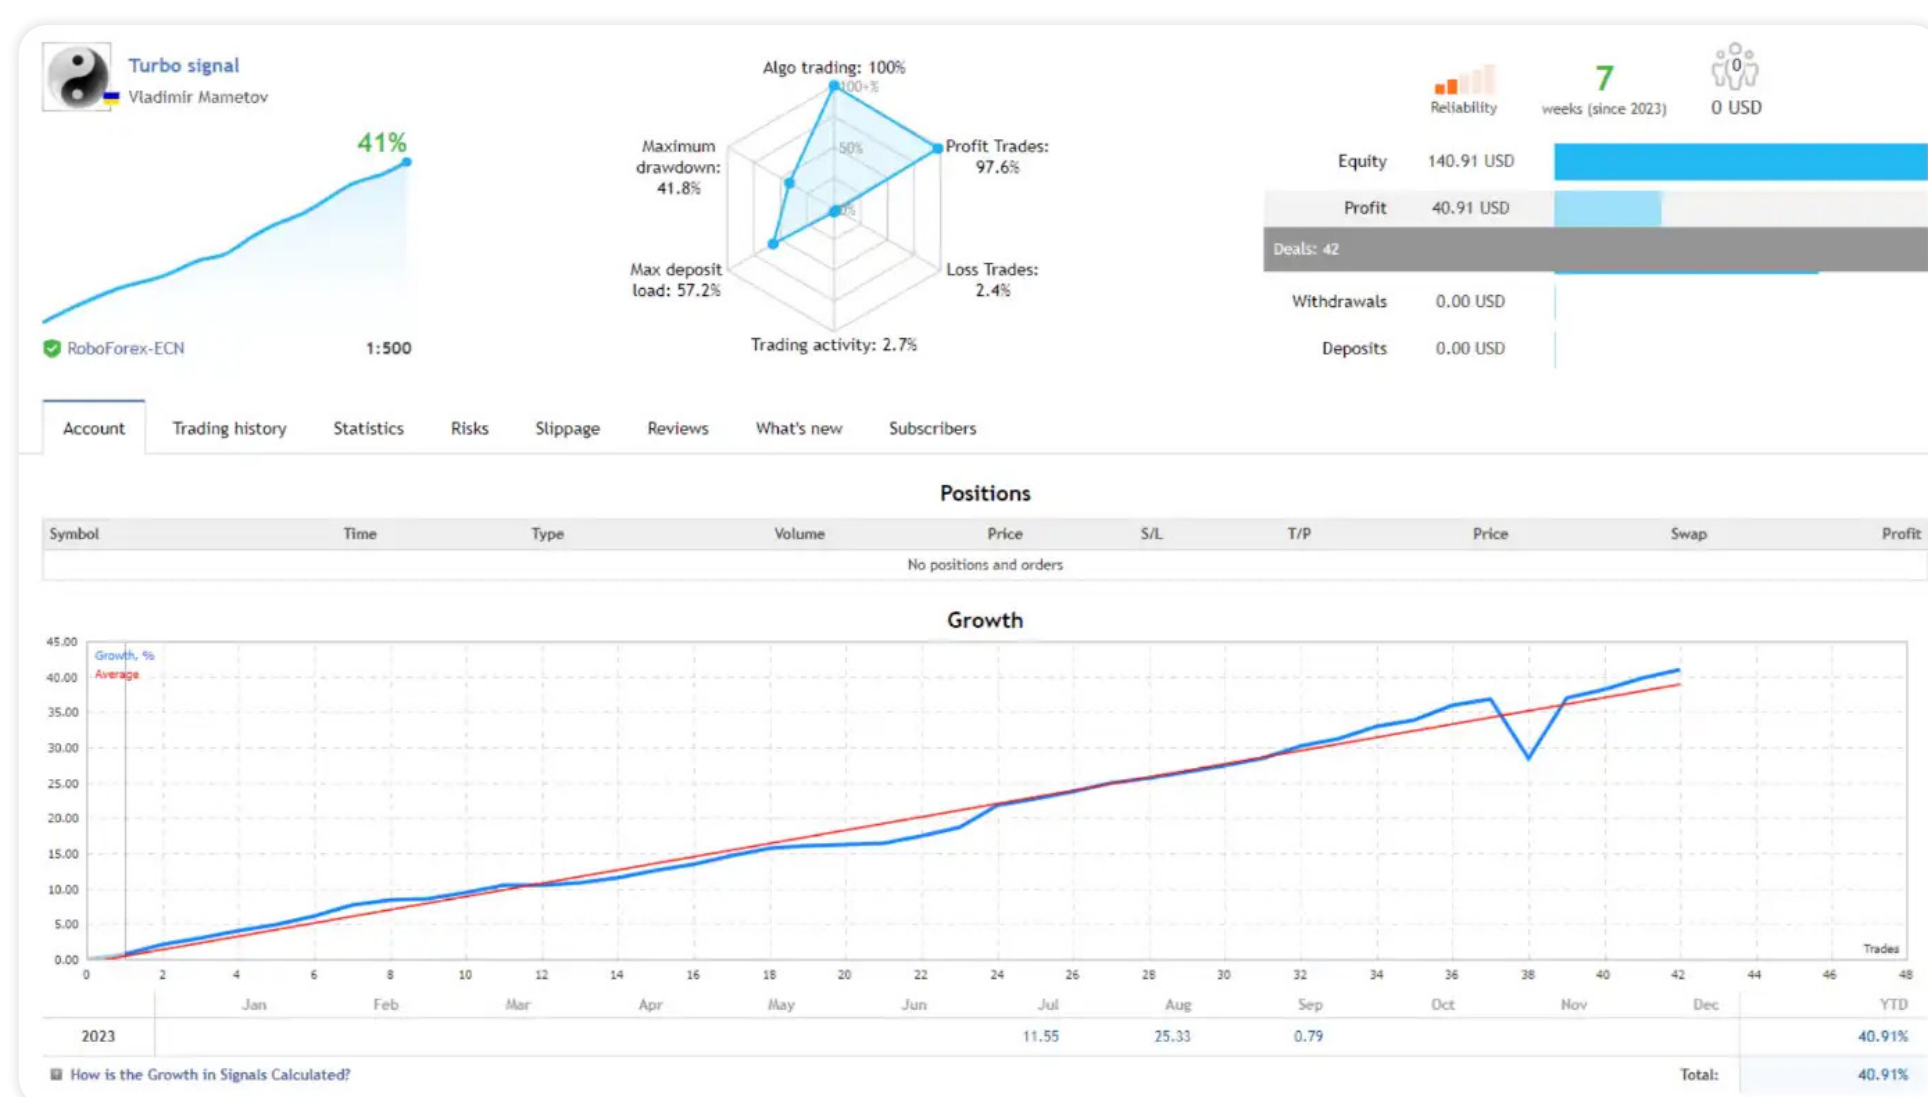 Turbo signal
Vladimir Mametov
41%
RoboForex-ECN 1:500
Algo trading: 100%
100+%
50%
0%
Profit Trades:
97.6%
Loss Trades:
2.4%
Trading activity: 2.7%
Max deposit
load: 57.2%
Maximum
drawdown:
41.8%
Reliability
7
weeks (since 2023)
0
0 USD
Equity 140.91 USD
Profit 40.91 USD
Deals: 42
Withdrawals 0.00 USD
Deposits 0.00 USD
Account Trading history Statistics Risks Slippage Reviews What's new Subscribers
Positions
Symbol Time Type Volume Price S/L T/P Price Swap Profit
No positions and orders
Growth
Growth, %
Average
45.00
40.00
35.00
30.00
25.00
20.00
15.00
10.00
5.00
0.00
Trades
0 2 4 6 8 10 12 14 16 18 20 22 24 26 28 30 32 34 36 38 40 42 44 46 48
Jan Feb Mar Apr May Jun Jul Aug Sep Oct Nov Dec YTD
2023 11.55 25.33 0.79 40.91%
How is the Growth in Signals Calculated? Total: 40.91%